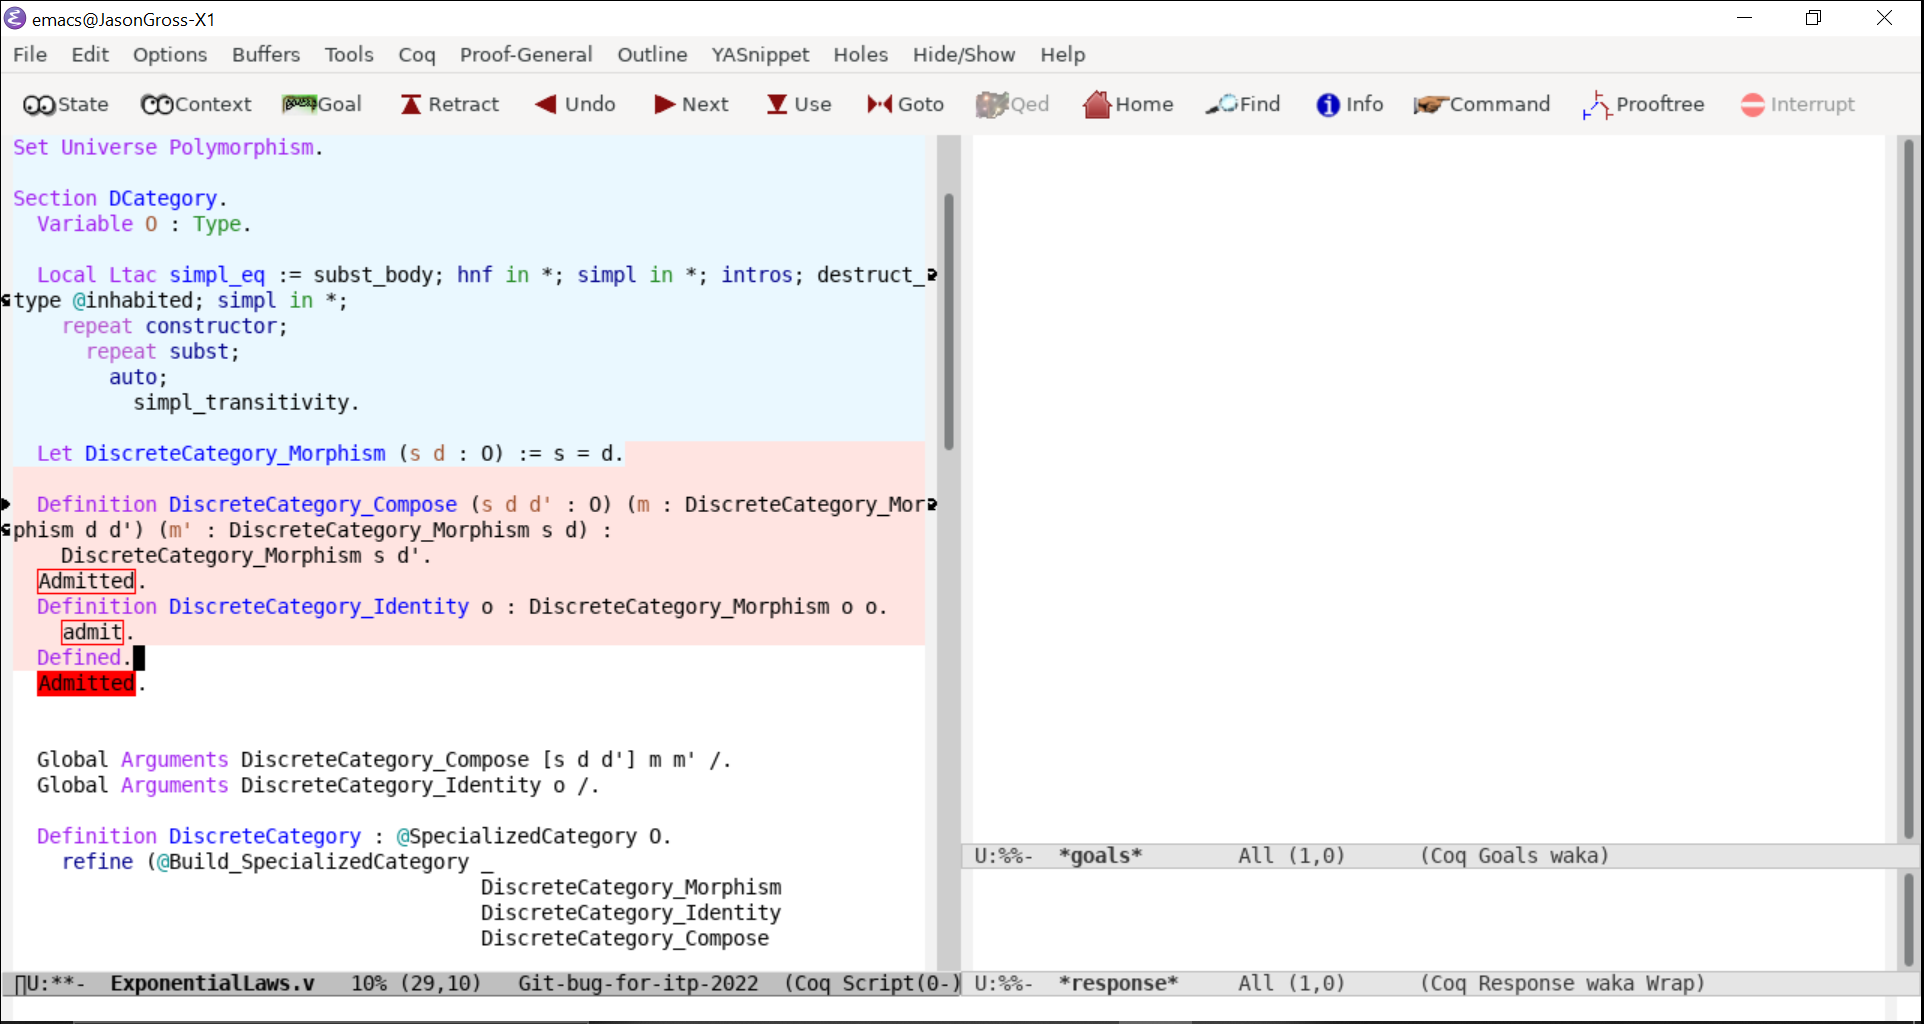 emacs@JasonGross-X1
File Edit Options Buffers Tools Coq Proof-General Outline YASnippet Holes Hide/Show Help
State Context Goal Retract Undo Next Use Goto Qed Home Find Info Command Prooftree Interrupt
Set Universe Polymorphism.
Section DCategory.
  Variable O : Type.
  Local Ltac simpl_eq := subst_body; hnf in *; simpl in *; intros; destruct_
type @inhabited; simpl in *;
    repeat constructor;
      repeat subst;
        auto;
          simpl_transitivity.
  Let DiscreteCategory_Morphism (s d : O) := s = d.
  Definition DiscreteCategory_Compose (s d d' : O) (m : DiscreteCategory_Mor
phism d d') (m' : DiscreteCategory_Morphism s d) :
    DiscreteCategory_Morphism s d'.
  Admitted.
  Definition DiscreteCategory_Identity o : DiscreteCategory_Morphism o o.
    admit.
  Defined.
  Admitted.
  Global Arguments DiscreteCategory_Compose [s d d'] m m' /.
  Global Arguments DiscreteCategory_Identity o /.
  Definition DiscreteCategory : @SpecializedCategory O.
    refine (@Build_SpecializedCategory _
                                       DiscreteCategory_Morphism
                                       DiscreteCategory_Identity
                                       DiscreteCategory_Compose
U:**-  ExponentialLaws.v   10% (29,10)   Git-bug-for-itp-2022  (Coq Script(0-)
U:%%-  *goals*        All (1,0)      (Coq Goals waka)
U:%%-  *response*     All (1,0)      (Coq Response waka Wrap)